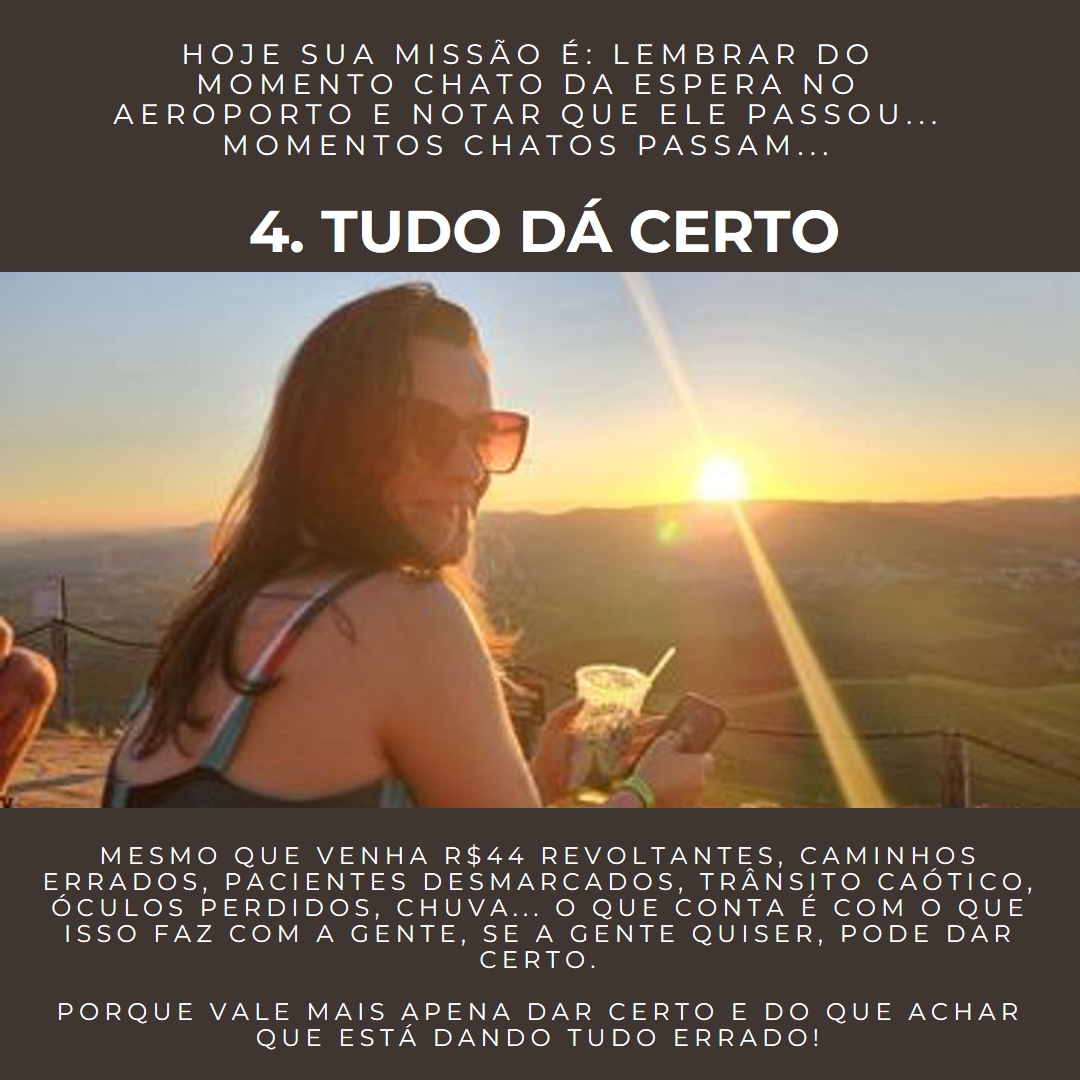 HOJE SUA MISSÃO É: LEMBRAR DO
MOMENTO CHATO DA ESPERA NO
AEROPORTO E NOTAR QUE ELE PASSOU...
MOMENTOS CHATOS PASSAM...
4. TUDO DÁ CERTO
MESMO QUE VENHA R$44 REVOLTANTES, CAMINHOS
ERRADOS, PACIENTES DESMARCADOS, TRÂNSITO CAÓTICO,
ÓCULOS PERDIDOS, CHUVA... O QUE CONTA É COM O QUE
ISSO FAZ COM A GENTE, SE A GENTE QUISER, PODE DAR
CERTO.
PORQUE VALE MAIS APENA DAR CERTO E DO QUE ACHAR
QUE ESTÁ DANDO TUDO ERRADO!